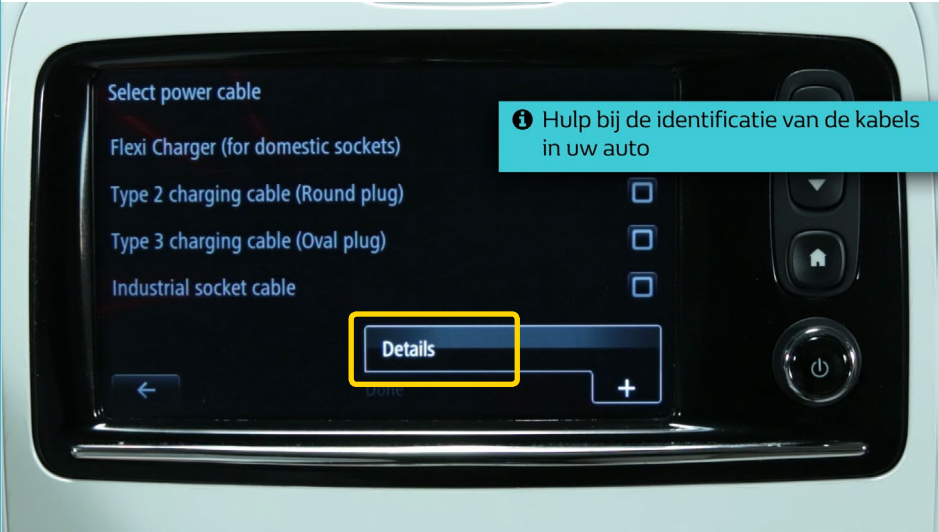 Select power cable
Hulp bij de identificatie van de kabels
in uw auto
Flexi Charger (for domestic sockets)
Type 2 charging cable (Round plug)
Type 3 charging cable (Oval plug)
Industrial socket cable
Details
Done